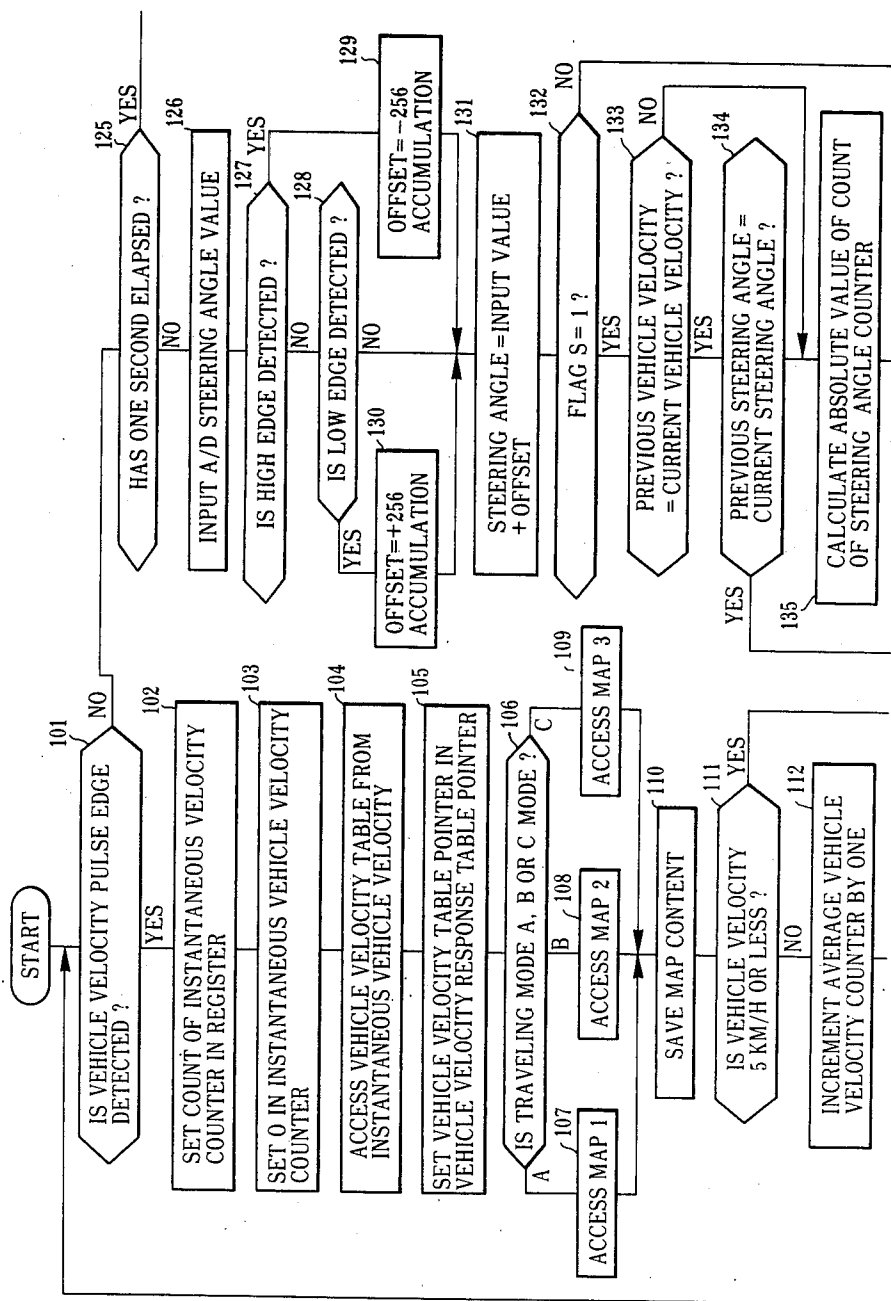 START
101
IS VEHICLE VELOCITY PULSE EDGE
DETECTED ?
NO
YES
102
SET COUNT OF INSTANTANEOUS VELOCITY
COUNTER IN REGISTER
103
SET O IN INSTANTANEOUS VEHICLE VELOCITY
COUNTER
104
ACCESS VEHICLE VELOCITY TABLE FROM
INSTANTANEOUS VEHICLE VELOCITY
105
SET VEHICLE VELOCITY TABLE POINTER IN
VEHICLE VELOCITY RESPONSE TABLE POINTER
106
IS TRAVELING MODE A, B OR C MODE ?
A
B
C
107
ACCESS MAP 1
108
ACCESS MAP 2
109
ACCESS MAP 3
110
SAVE MAP CONTENT
111
IS VEHICLE VELOCITY
5 KM/H OR LESS ?
YES
NO
112
INCREMENT AVERAGE VEHICLE
VELOCITY COUNTER BY ONE
125
HAS ONE SECOND ELAPSED ?
YES
NO
126
INPUT A/D STEERING ANGLE VALUE
127
IS HIGH EDGE DETECTED ?
YES
NO
128
IS LOW EDGE DETECTED ?
YES
NO
129
OFFSET=−256
ACCUMULATION
130
OFFSET=+256
ACCUMULATION
131
STEERING ANGLE =INPUT VALUE
+ OFFSET
132
FLAG S = 1 ?
NO
YES
133
PREVIOUS VEHICLE VELOCITY
= CURRENT VEHICLE VELOCITY ?
NO
YES
134
PREVIOUS STEERING ANGLE =
CURRENT STEERING ANGLE ?
YES
135
CALCULATE ABSOLUTE VALUE OF COUNT
OF STEERING ANGLE COUNTER